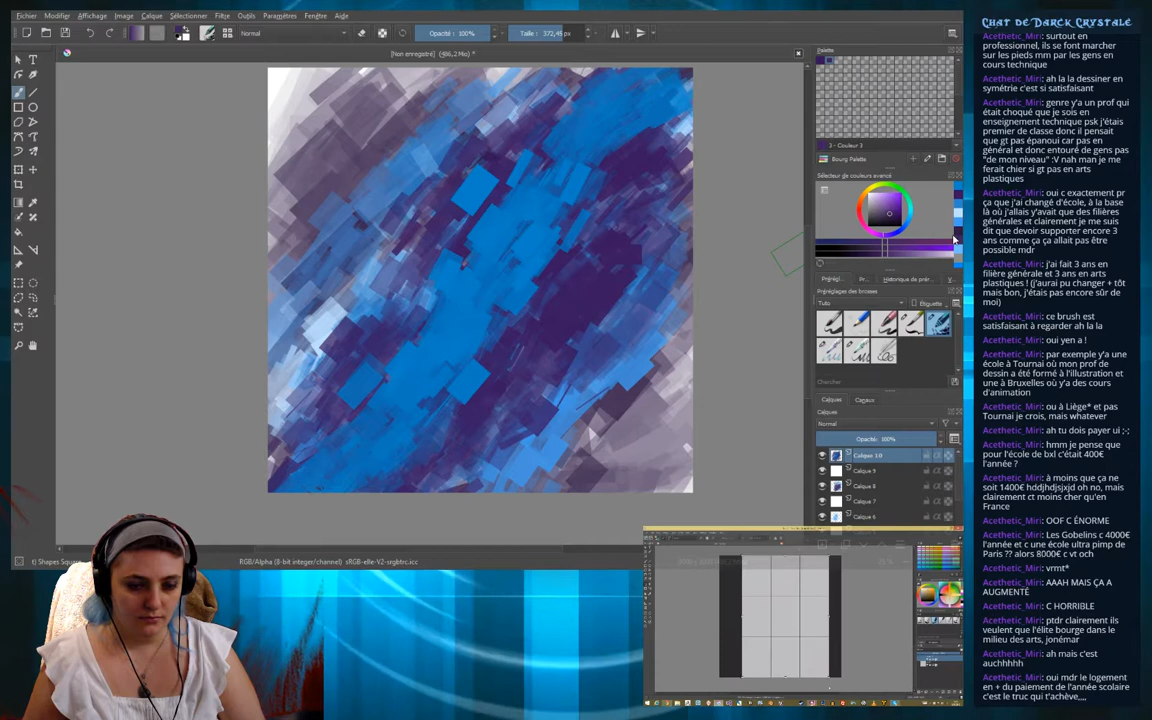 Fichier Édition Affichage Image Calque Sélectionner Filtre Outils Paramètres Fenêtre Aide
Normal
Opacité : 100%
Taille : 372,45 px
[Non enregistré] (486,2 Mio) *
Palette
3 - Couleur 3
Bourg Palette
Sélecteur de couleurs avancé
Préréglages des brosses
Tuto
Étiquette
Chercher
Calques
Canaux
Calques
Normal
Opacité: 100%
Calque 10
Calque 9
Calque 8
Calque 7
Calque 6
t) Shapes Square
RGB/Alpha (8-bit integer/channel) sRGB-elle-V2-srgbtrc.icc
Chat de Darck Crystale
Acethetic_Miri: surtout en
professionnel, ils se font marcher
sur les pieds mm par les gens en
cours technique
Acethetic_Miri: ah la la dessiner en
symétrie c'est si satisfaisant
Acethetic_Miri: genre y'a un prof qui
était choqué que je sois en
enseignement technique psk j'étais
premier de classe donc il pensait
que gt pas épanoui car pas en
général et donc entouré de gens pas
"de mon niveau" :V nah man je me
ferait chier si gt pas en arts
plastiques
Acethetic_Miri: oui c exactement pr
ça que j'ai changé d'école, à la base
là où j'allais y'avait que des filières
générales et clairement je me suis
dit que devoir supporter encore 3
ans comme ça ça allait pas être
possible mdr
Acethetic_Miri: j'ai fait 3 ans en
filière générale et 3 ans en arts
plastiques ! (j'aurai pu changer + tôt
mais bon, j'étais pas encore sûr de
moi)
Acethetic_Miri: ce brush est
satisfaisant à regarder ah la la
Acethetic_Miri: oui yen a !
Acethetic_Miri: par exemple y'a une
école à Tournai où mon prof de
dessin a été formé à l'illustration et
une à Bruxelles où y'a des cours
d'animation
Acethetic_Miri: ou à Liège* et pas
Tournai je crois, mais whatever
Acethetic_Miri: ah tu dois payer ui ;-;
Acethetic_Miri: hmm je pense que
pour l'école de bxl c'était 400€
l'année ?
Acethetic_Miri: à moins que ça ne
soit 1400€ hddjhdjsjxjd oh no, mais
clairement ct moins cher qu'en
France
Acethetic_Miri: OOF C ÉNORME
Acethetic_Miri: Les Gobelins c 4000€
l'année et c une école ultra pimp de
Paris ?? alors 8000€ c vt och
Acethetic_Miri: vrmt*
Acethetic_Miri: AAAH MAIS ÇA A
AUGMENTÉ
Acethetic_Miri: C HORRIBLE
Acethetic_Miri: ptdr clairement ils
veulent que l'élite bourge dans le
milieu des arts, jonémar
Acethetic_Miri: ah mais c'est
auchhhhh
Acethetic_Miri: oui mdr le logement
en + du paiement de l'année scolaire
c'est le truc qui t'achève,,,,